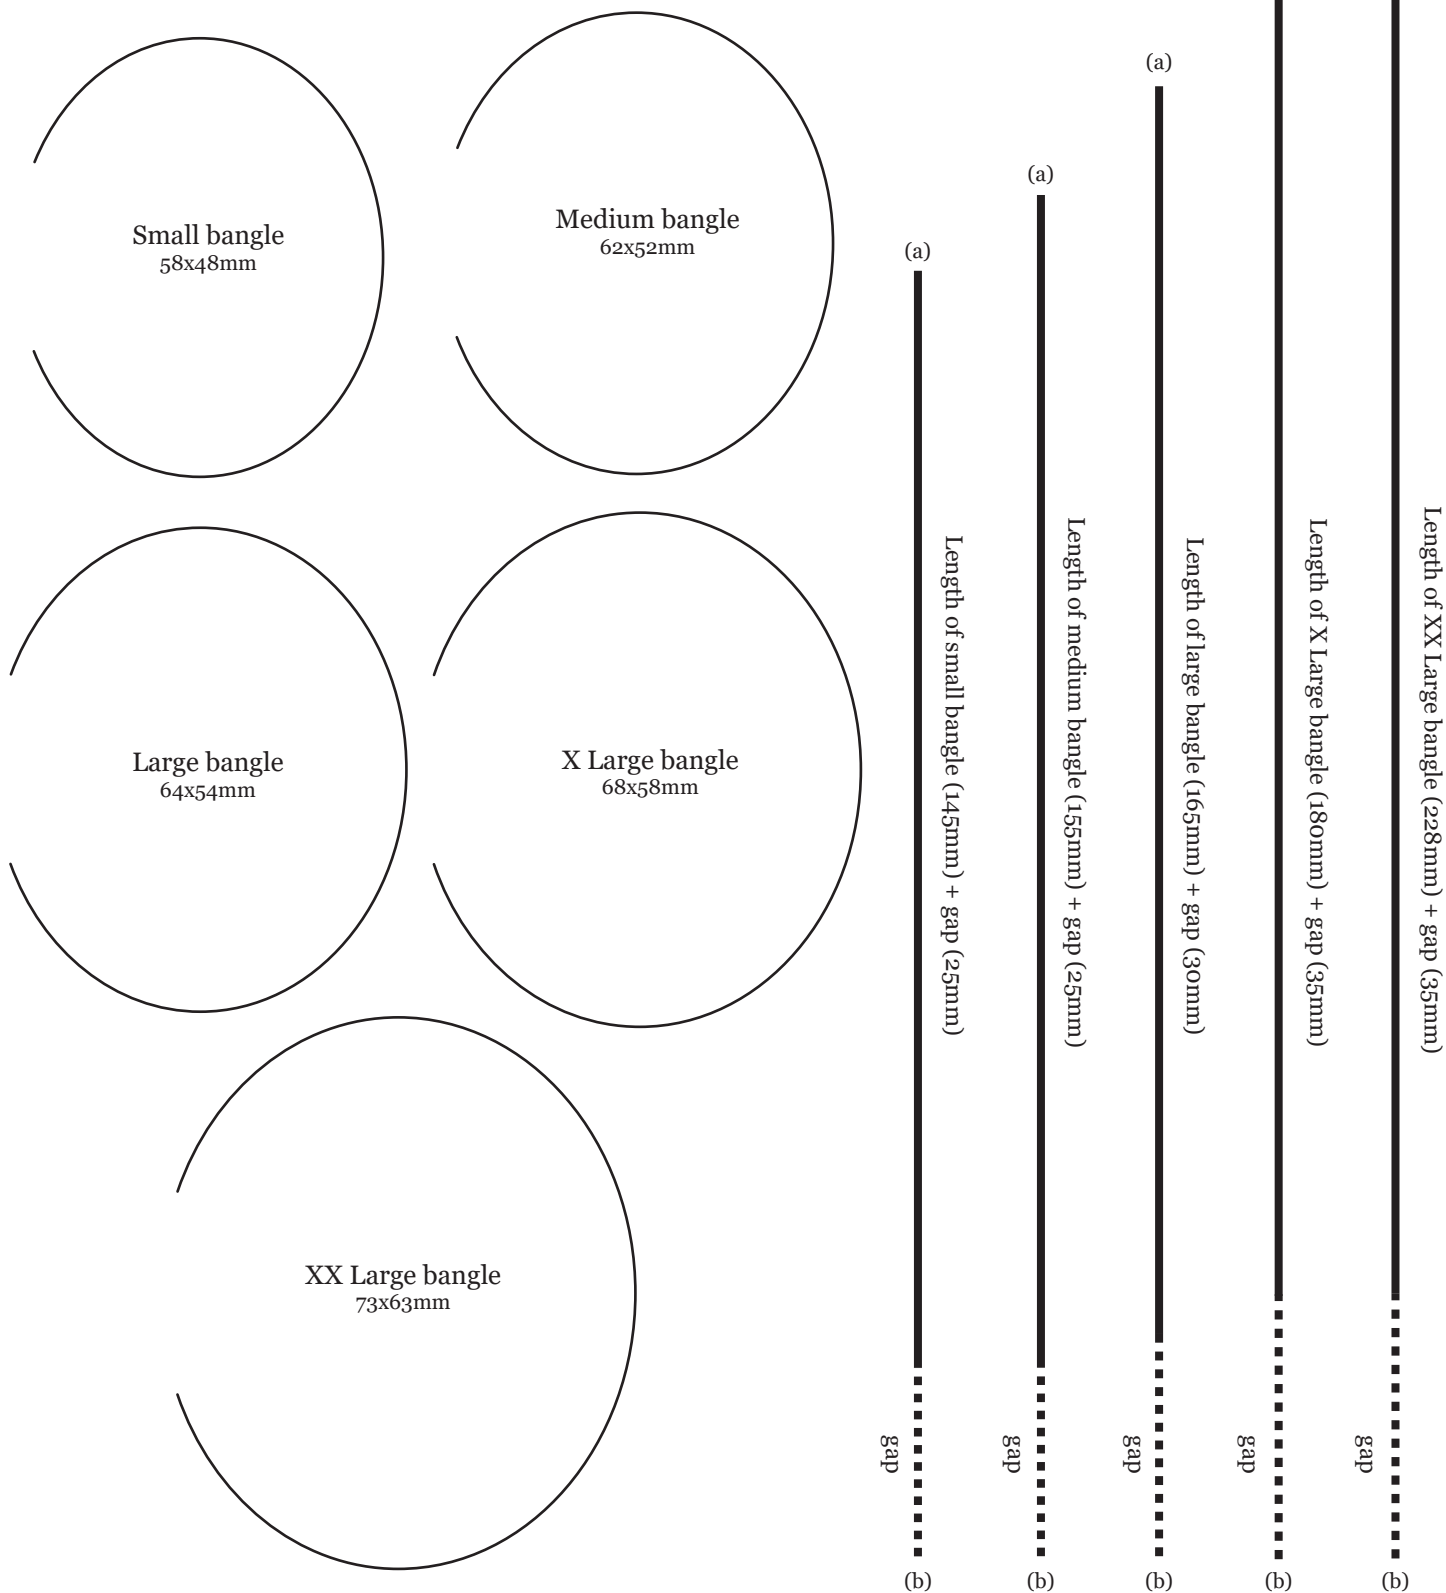 Small bangle
58x48mm
Medium bangle
62x52mm
Large bangle
64x54mm
X Large bangle
68x58mm
XX Large bangle
73x63mm
(a)
Length of small bangle (145mm) + gap (25mm)
gap
(b)
(a)
Length of medium bangle (155mm) + gap (25mm)
gap
(b)
(a)
Length of large bangle (165mm) + gap (30mm)
gap
(b)
Length of X Large bangle (180mm) + gap (35mm)
gap
(b)
Length of XX Large bangle (228mm) + gap (35mm)
gap
(b)